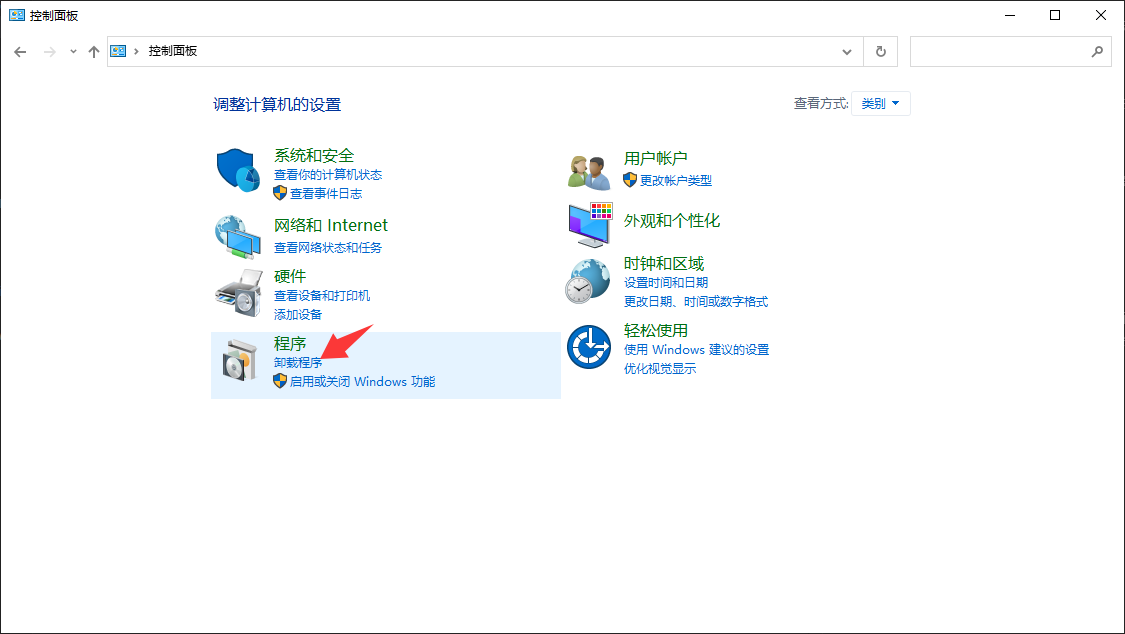 控制面板
控制面板
调整计算机的设置
查看方式: 类别
系统和安全
查看你的计算机状态
查看事件日志
网络和 Internet
查看网络状态和任务
硬件
查看设备和打印机
添加设备
程序
卸载程序
启用或关闭 Windows 功能
用户帐户
更改帐户类型
外观和个性化
时钟和区域
设置时间和日期
更改日期、时间或数字格式
轻松使用
使用 Windows 建议的设置
优化视觉显示